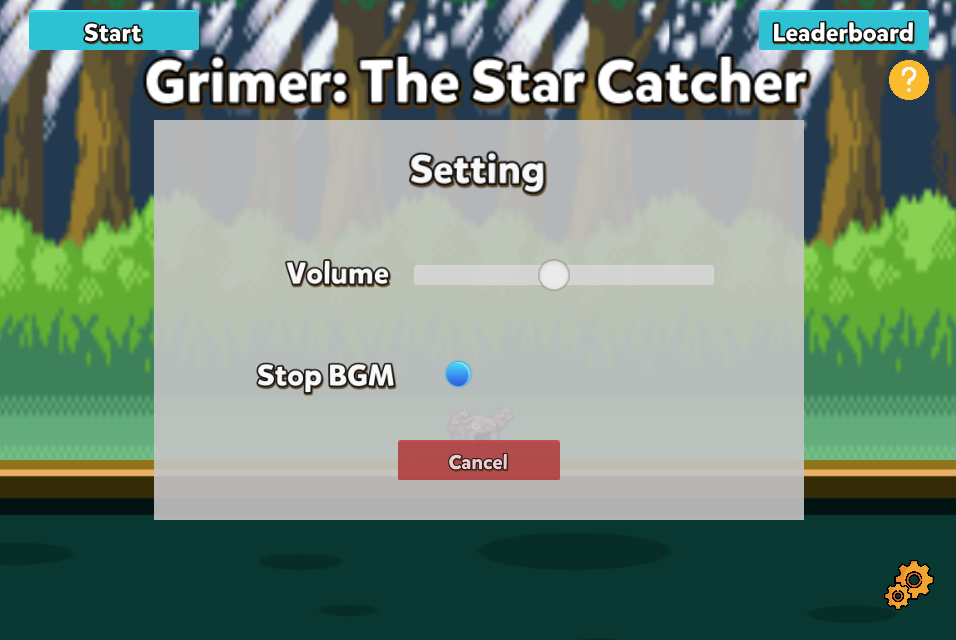 Start
Leaderboard
Grimer: The Star Catcher
?
Setting
Volume
Stop BGM
Cancel